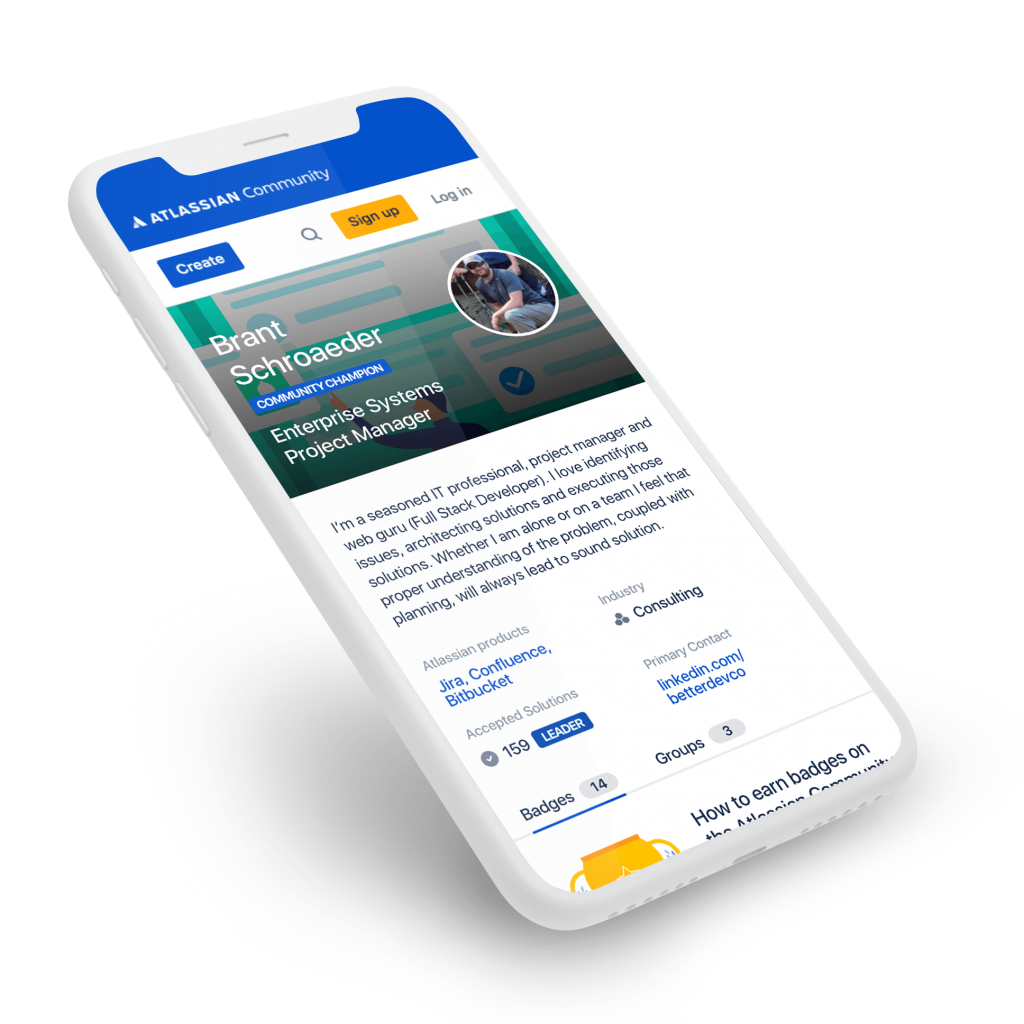 ATLASSIAN Community
Create
Sign up
Log in
Brant
Schroaeder
COMMUNITY CHAMPION
Enterprise Systems
Project Manager
I'm a seasoned IT professional, project manager and
web guru (Full Stack Developer). I love identifying
issues, architecting solutions and executing those
solutions. Whether I am alone or on a team I feel that
proper understanding of the problem, coupled with
planning, will always lead to sound solution.
Atlassian products
Jira, Confluence,
Bitbucket
Industry
Consulting
Accepted Solutions
159 LEADER
Primary Contact
linkedin.com/
betterdevco
Badges 14
Groups 3
How to earn badges on
the Atlassian Community